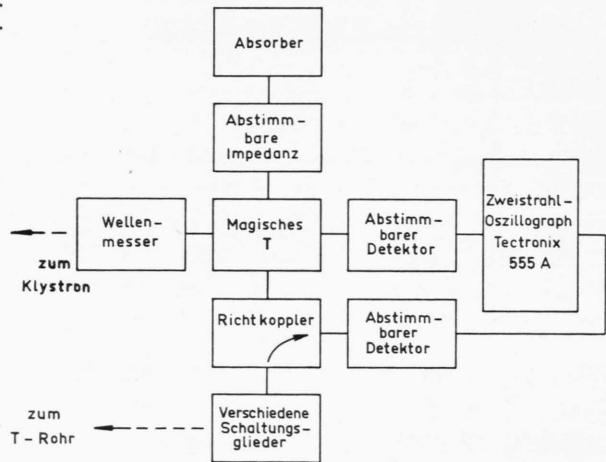 Absorber
Abstimm-
bare
Impedanz
Wellen-
messer
Magisches
T
Abstimm-
barer
Detektor
Zweistrahl-
Oszillograph
Tectronix
555 A
zum
Klystron
Richtkoppler
Abstimm-
barer
Detektor
zum
T-Rohr
Verschiedene
Schaltungs-
glieder